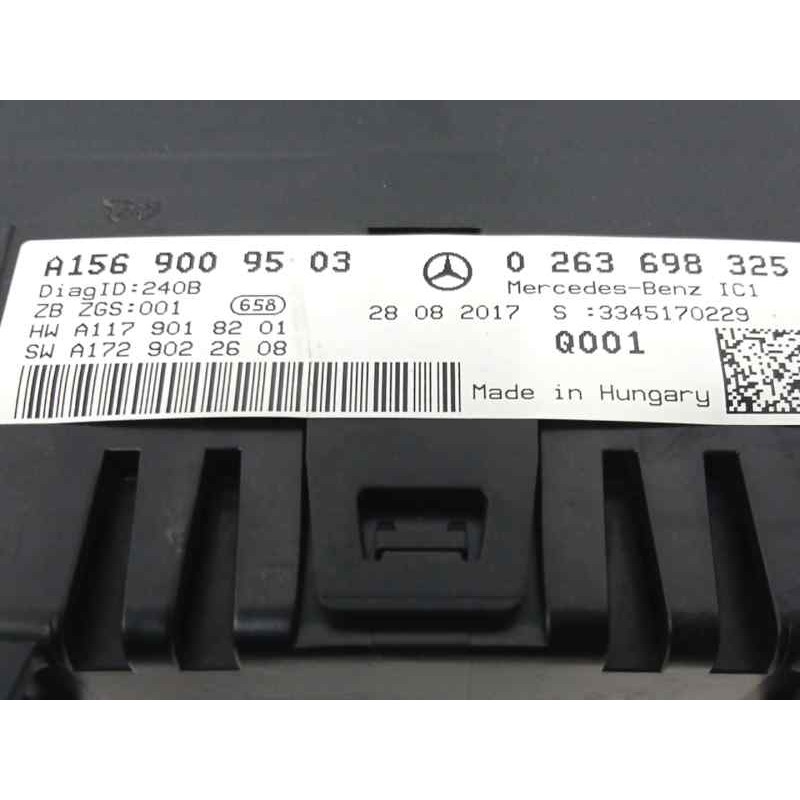 A156 900 95 03
0 263 698 325
DiagID:240B
Mercedes-Benz IC1
ZB ZGS:001
658
28 08 2017
S :3345170229
HW A117 901 82 01
SW A172 902 26 08
Q001
Made in Hungary